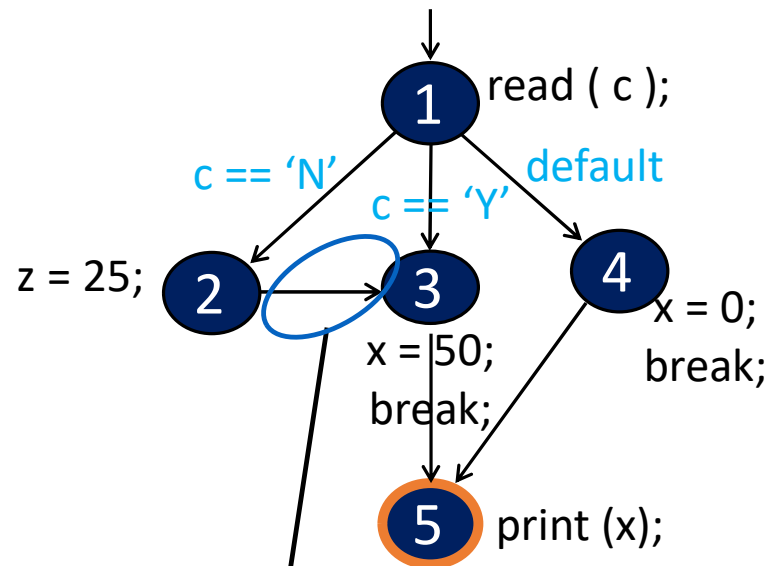 1
read ( c );
c == ‘N’
c == ‘Y’
default
z = 25;
2
3
4
x = 50;
break;
x = 0;
break;
5
print (x);